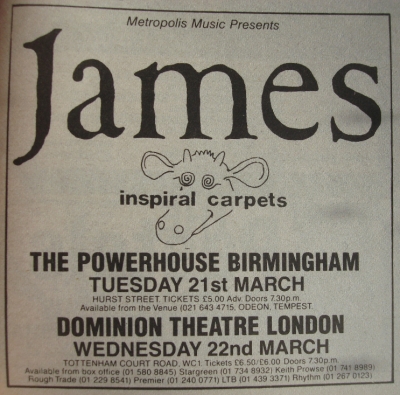 Metropolis Music Presents
James
inspiral carpets
THE POWERHOUSE BIRMINGHAM
TUESDAY 21st MARCH
HURST STREET TICKETS £5.00 Adv. Doors 7.30p.m.
Available from the Venue (021 643 4715, ODEON, TEMPEST.
DOMINION THEATRE LONDON
WEDNESDAY 22nd MARCH
TOTTENHAM COURT ROAD, WC1. Tickets £6.50/£6.00 Doors 7.30p.m.
Available from box office (01 580 8845) Stargreen (01 734 8932) Keith Prowse (01 741 8989)
Rough Trade (01 229 8541) Premier (01 240 0771) LTB (01 439 3371) Rhythm (01 267 0123)